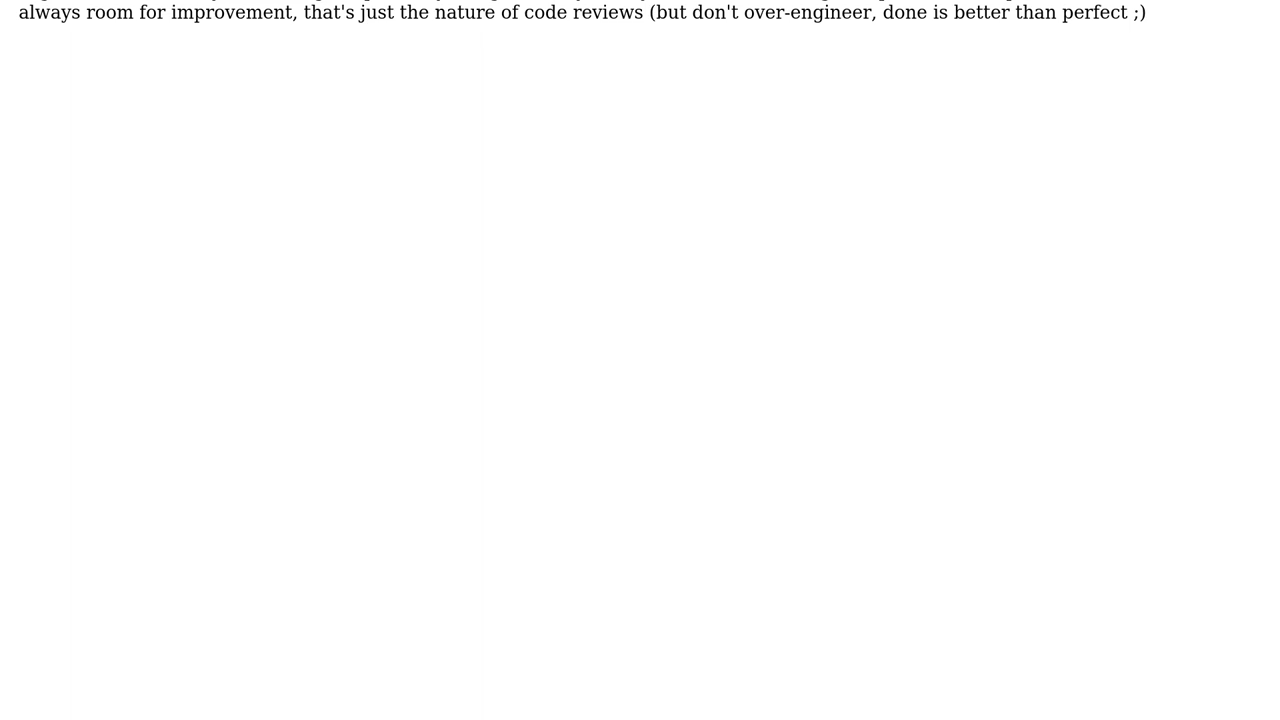 always room for improvement, that's just the nature of code reviews (but don't over-engineer, done is better than perfect ;)